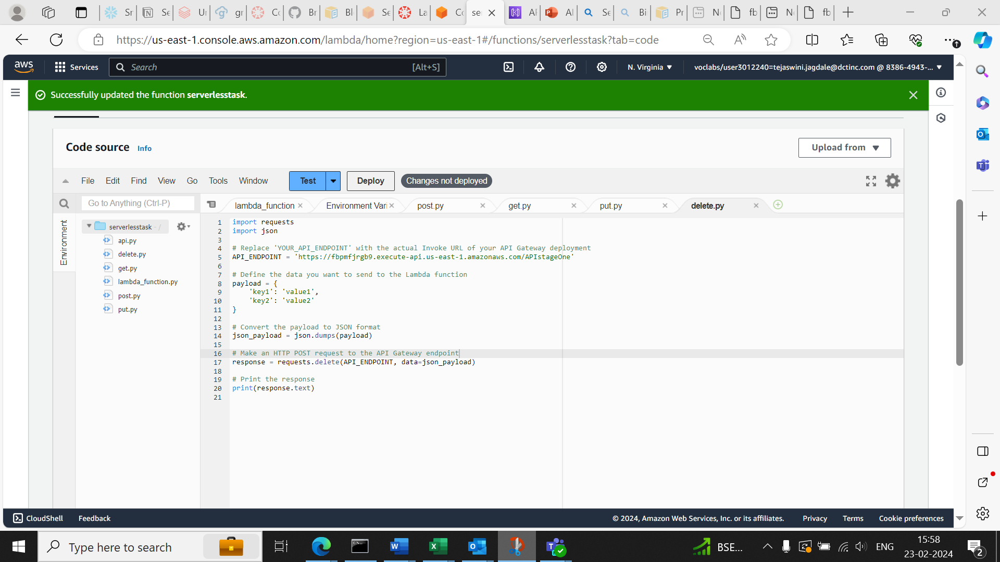 Sr
Se
Ur
gr
Co
Br
Bl
Se
La
Co
ser
AF
Al
Se
Bi
Pr
Ne
fb
Ne
fb
https://us-east-1.console.aws.amazon.com/lambda/home?region=us-east-1#/functions/serverlesstask?tab=code
aws
Services
Search
[Alt+S]
N. Virginia
voclabs/user3012240=tejaswini.jagdale@dctinc.com @ 8386-4943-...
Successfully updated the function serverlesstask.
Code source Info
Upload from
File Edit Find View Go Tools Window
Test
Deploy
Changes not deployed
Go to Anything (Ctrl-P)
lambda_function
Environment Vari
post.py
get.py
put.py
delete.py
Environment
serverlesstask - /
api.py
delete.py
get.py
lambda_function.py
post.py
put.py
1 import requests
2 import json
3
4 # Replace 'YOUR_API_ENDPOINT' with the actual Invoke URL of your API Gateway deployment
5 API_ENDPOINT = 'https://fbpmfjrgb9.execute-api.us-east-1.amazonaws.com/APIstageOne'
6
7 # Define the data you want to send to the Lambda function
8 payload = {
9 'key1': 'value1',
10 'key2': 'value2'
11 }
12
13 # Convert the payload to JSON format
14 json_payload = json.dumps(payload)
15
16 # Make an HTTP POST request to the API Gateway endpoint
17 response = requests.delete(API_ENDPOINT, data=json_payload)
18
19 # Print the response
20 print(response.text)
21
CloudShell Feedback
© 2024, Amazon Web Services, Inc. or its affiliates. Privacy Terms Cookie preferences
Type here to search
BSE...
ENG
15:58
23-02-2024
2